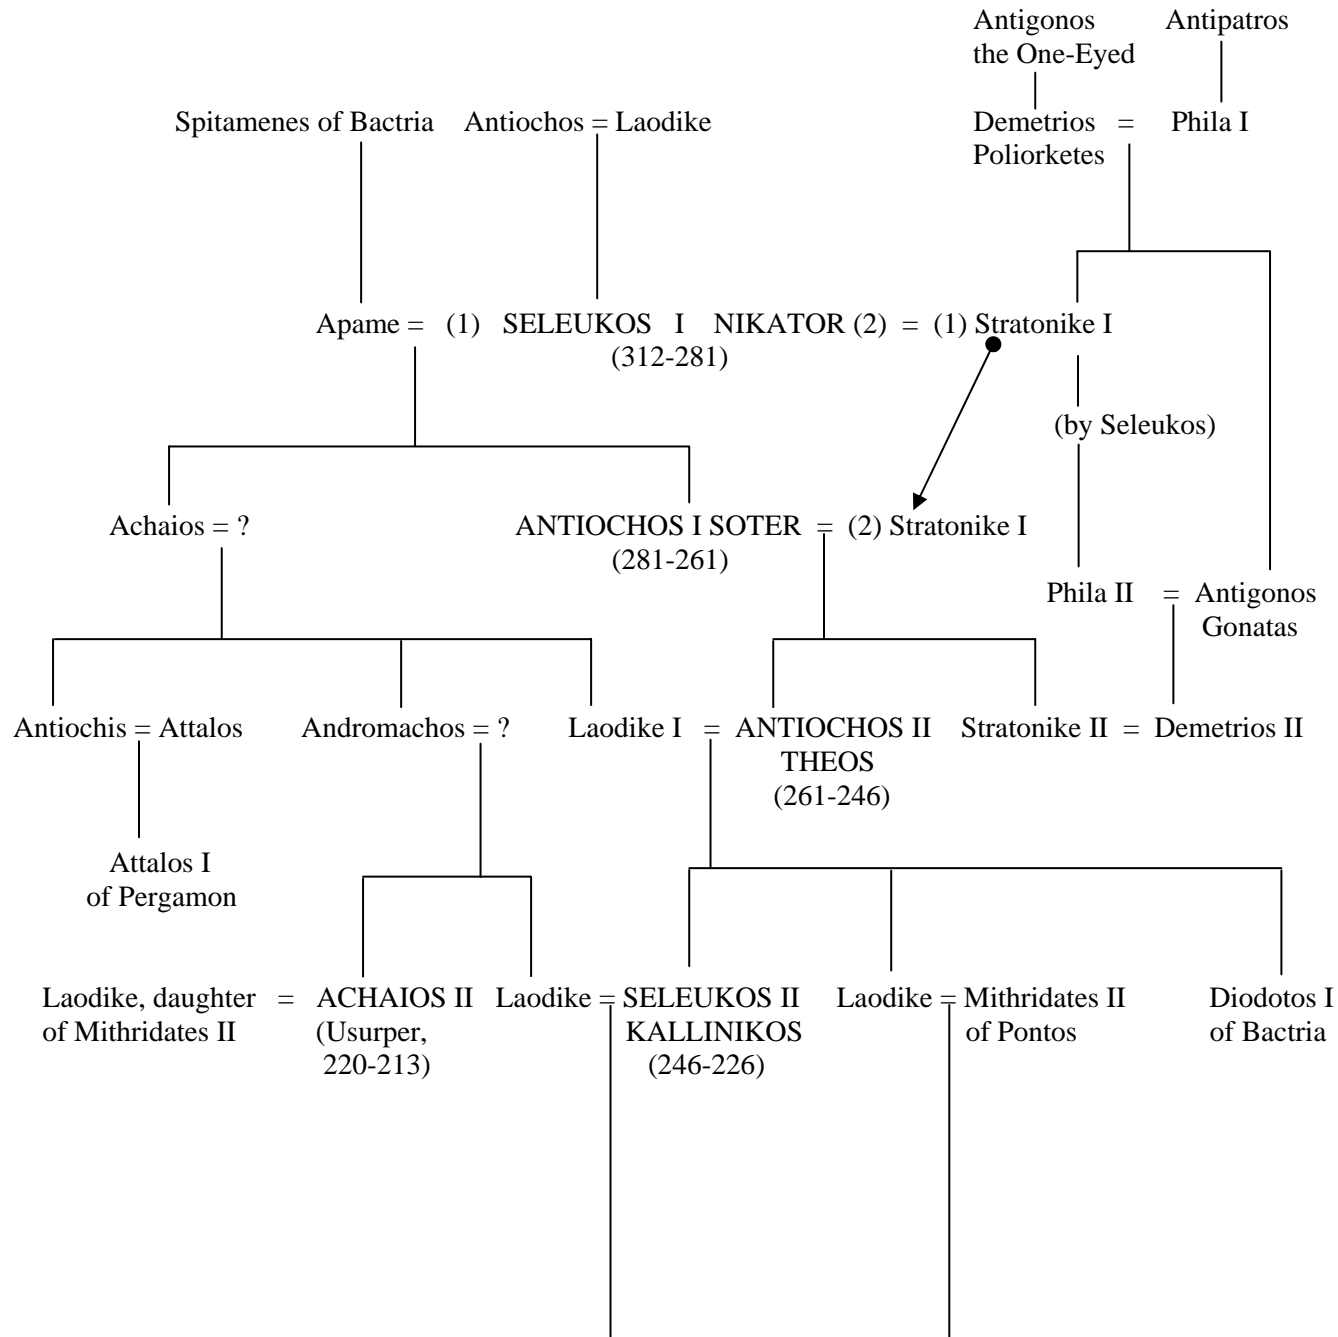 Antigonos Antipatros
the One-Eyed
Spitamenes of Bactria Antiochos = Laodike Demetrios = Phila I
Poliorketes
Apame = (1) SELEUKOS I NIKATOR (2) = (1) Stratonike I
(312-281)
(by Seleukos)
Achaios = ? ANTIOCHOS I SOTER = (2) Stratonike I
(281-261)
Phila II = Antigonos
Gonatas
Antiochis = Attalos Andromachos = ? Laodike I = ANTIOCHOS II Stratonike II = Demetrios II
THEOS
(261-246)
Attalos I
of Pergamon
Laodike, daughter = ACHAIOS II Laodike = SELEUKOS II Laodike = Mithridates II Diodotos I
of Mithridates II (Usurper, KALLINIKOS of Pontos of Bactria
220-213) (246-226)